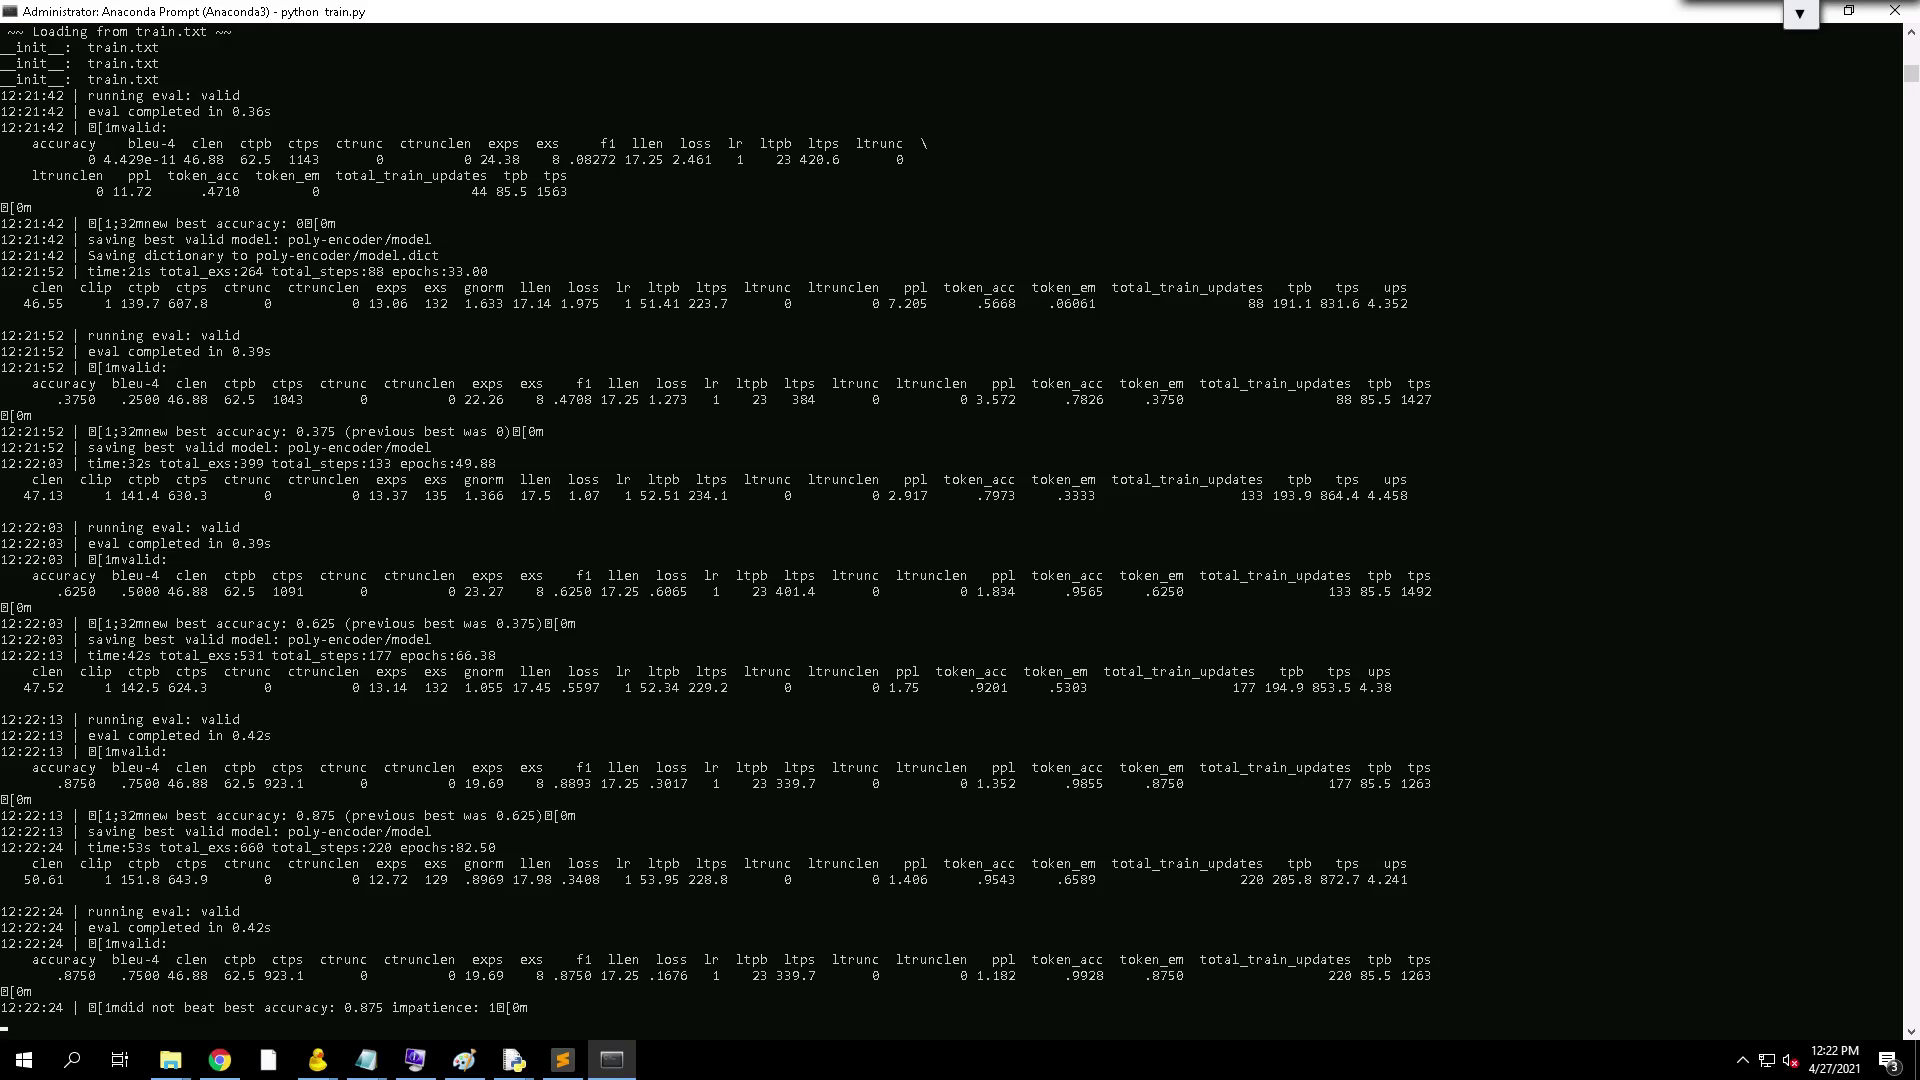 Administrator: Anaconda Prompt (Anaconda3) - python train.py
~~ Loading from train.txt ~~
__init__: train.txt
__init__: train.txt
__init__: train.txt
12:21:42 | running eval: valid
12:21:42 | eval completed in 0.36s
12:21:42 | [1mvalid:
accuracy bleu-4 clen ctpb ctps ctrunc ctrunclen exps exs f1 llen loss lr ltpb ltps ltrunc \
0 4.429e-11 46.88 62.5 1143 0 0 24.38 8 .08272 17.25 2.461 1 23 420.6 0
ltrunclen ppl token_acc token_em total_train_updates tpb tps
0 11.72 .4710 0 44 85.5 1563
[0m
12:21:42 | [1;32mnew best accuracy: 0[0m
12:21:42 | saving best valid model: poly-encoder/model
12:21:42 | Saving dictionary to poly-encoder/model.dict
12:21:52 | time:21s total_exs:264 total_steps:88 epochs:33.00
clen clip ctpb ctps ctrunc ctrunclen exps exs gnorm llen loss lr ltpb ltps ltrunc ltrunclen ppl token_acc token_em total_train_updates tpb tps ups
46.55 1 139.7 607.8 0 0 13.06 132 1.633 17.14 1.975 1 51.41 223.7 0 0 7.205 .5668 .06061 88 191.1 831.6 4.352
12:21:52 | running eval: valid
12:21:52 | eval completed in 0.39s
12:21:52 | [1mvalid:
accuracy bleu-4 clen ctpb ctps ctrunc ctrunclen exps exs f1 llen loss lr ltpb ltps ltrunc ltrunclen ppl token_acc token_em total_train_updates tpb tps
.3750 .2500 46.88 62.5 1043 0 0 22.26 8 .4708 17.25 1.273 1 23 384 0 0 3.572 .7826 .3750 88 85.5 1427
[0m
12:21:52 | [1;32mnew best accuracy: 0.375 (previous best was 0)[0m
12:21:52 | saving best valid model: poly-encoder/model
12:22:03 | time:32s total_exs:399 total_steps:133 epochs:49.88
clen clip ctpb ctps ctrunc ctrunclen exps exs gnorm llen loss lr ltpb ltps ltrunc ltrunclen ppl token_acc token_em total_train_updates tpb tps ups
47.13 1 141.4 630.3 0 0 13.37 135 1.366 17.5 1.07 1 52.51 234.1 0 0 2.917 .7973 .3333 133 193.9 864.4 4.458
12:22:03 | running eval: valid
12:22:03 | eval completed in 0.39s
12:22:03 | [1mvalid:
accuracy bleu-4 clen ctpb ctps ctrunc ctrunclen exps exs f1 llen loss lr ltpb ltps ltrunc ltrunclen ppl token_acc token_em total_train_updates tpb tps
.6250 .5000 46.88 62.5 1091 0 0 23.27 8 .6250 17.25 .6065 1 23 401.4 0 0 1.834 .9565 .6250 133 85.5 1492
[0m
12:22:03 | [1;32mnew best accuracy: 0.625 (previous best was 0.375)[0m
12:22:03 | saving best valid model: poly-encoder/model
12:22:13 | time:42s total_exs:531 total_steps:177 epochs:66.38
clen clip ctpb ctps ctrunc ctrunclen exps exs gnorm llen loss lr ltpb ltps ltrunc ltrunclen ppl token_acc token_em total_train_updates tpb tps ups
47.52 1 142.5 624.3 0 0 13.14 132 1.055 17.45 .5597 1 52.34 229.2 0 0 1.75 .9201 .5303 177 194.9 853.5 4.38
12:22:13 | running eval: valid
12:22:13 | eval completed in 0.42s
12:22:13 | [1mvalid:
accuracy bleu-4 clen ctpb ctps ctrunc ctrunclen exps exs f1 llen loss lr ltpb ltps ltrunc ltrunclen ppl token_acc token_em total_train_updates tpb tps
.8750 .7500 46.88 62.5 923.1 0 0 19.69 8 .8893 17.25 .3017 1 23 339.7 0 0 1.352 .9855 .8750 177 85.5 1263
[0m
12:22:13 | [1;32mnew best accuracy: 0.875 (previous best was 0.625)[0m
12:22:13 | saving best valid model: poly-encoder/model
12:22:24 | time:53s total_exs:660 total_steps:220 epochs:82.50
clen clip ctpb ctps ctrunc ctrunclen exps exs gnorm llen loss lr ltpb ltps ltrunc ltrunclen ppl token_acc token_em total_train_updates tpb tps ups
50.61 1 151.8 643.9 0 0 12.72 129 .8969 17.98 .3408 1 53.95 228.8 0 0 1.406 .9543 .6589 220 205.8 872.7 4.241
12:22:24 | running eval: valid
12:22:24 | eval completed in 0.42s
12:22:24 | [1mvalid:
accuracy bleu-4 clen ctpb ctps ctrunc ctrunclen exps exs f1 llen loss lr ltpb ltps ltrunc ltrunclen ppl token_acc token_em total_train_updates tpb tps
.8750 .7500 46.88 62.5 923.1 0 0 19.69 8 .8750 17.25 .1676 1 23 339.7 0 0 1.182 .9928 .8750 220 85.5 1263
[0m
12:22:24 | [1mdid not beat best accuracy: 0.875 impatience: 1[0m
12:22 PM
4/27/2021
3